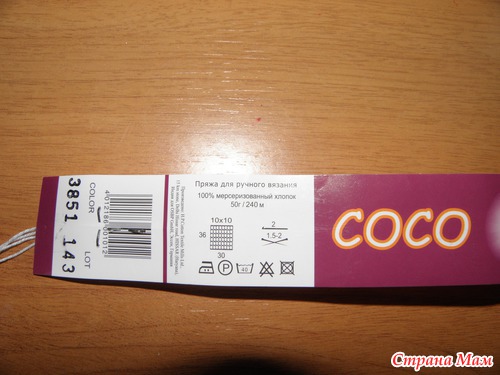 COLOR
LOT
3851 143
4012186001012
Пряжа для ручного вязания
100% мерсеризованный хлопок
50г / 240 м
10x10
36
30
2
1.5-2
P
40
COCO
Страна Мам